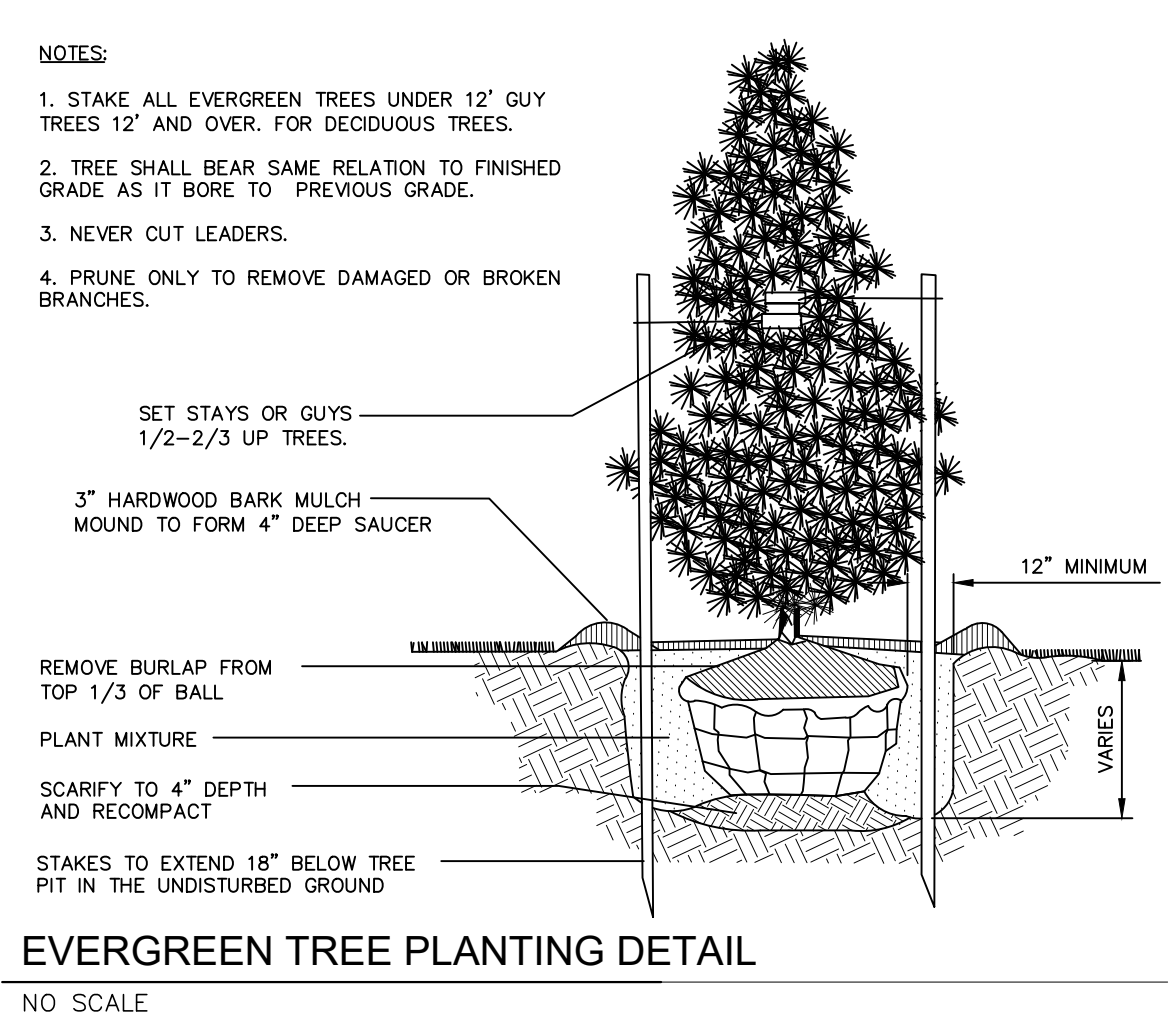 NOTES:
1. STAKE ALL EVERGREEN TREES UNDER 12' GUY
TREES 12' AND OVER. FOR DECIDUOUS TREES.
2. TREE SHALL BEAR SAME RELATION TO FINISHED
GRADE AS IT BORE TO PREVIOUS GRADE.
3. NEVER CUT LEADERS.
4. PRUNE ONLY TO REMOVE DAMAGED OR BROKEN
BRANCHES.
SET STAYS OR GUYS
1/2-2/3 UP TREES.
3" HARDWOOD BARK MULCH
MOUND TO FORM 4" DEEP SAUCER
12" MINIMUM
REMOVE BURLAP FROM
TOP 1/3 OF BALL
PLANT MIXTURE
VARIES
SCARIFY TO 4" DEPTH
AND RECOMPACT
STAKES TO EXTEND 18" BELOW TREE
PIT IN THE UNDISTURBED GROUND
EVERGREEN TREE PLANTING DETAIL
NO SCALE